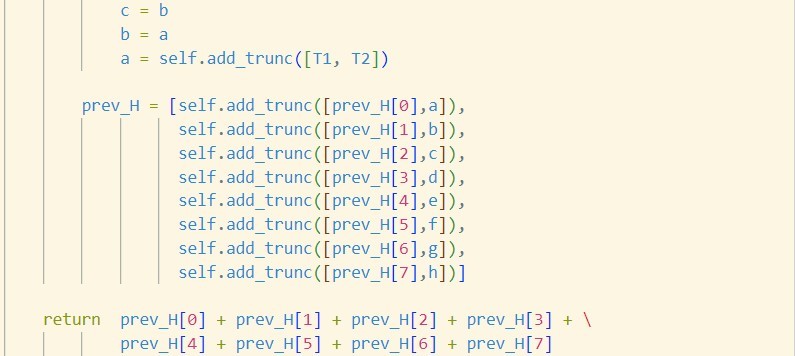 c = b
b = a
a = self.add_trunc([T1, T2])
prev_H = [self.add_trunc([prev_H[0],a]),
self.add_trunc([prev_H[1],b]),
self.add_trunc([prev_H[2],c]),
self.add_trunc([prev_H[3],d]),
self.add_trunc([prev_H[4],e]),
self.add_trunc([prev_H[5],f]),
self.add_trunc([prev_H[6],g]),
self.add_trunc([prev_H[7],h])]
return prev_H[0] + prev_H[1] + prev_H[2] + prev_H[3] + \
prev_H[4] + prev_H[5] + prev_H[6] + prev_H[7]